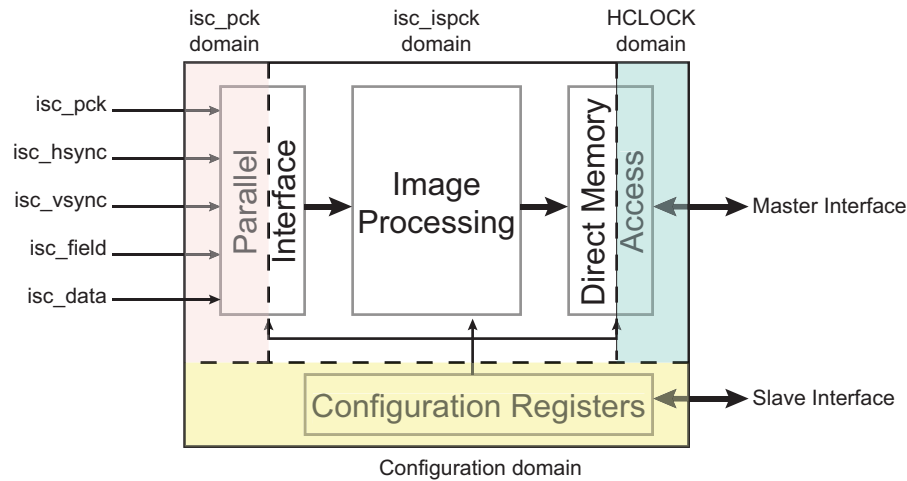 isc_pck
domain
isc_ispck
domain
HCLOCK
domain
isc_pck
isc_hsync
isc_vsync
isc_field
isc_data
Parallel
Interface
Image
Processing
Direct Memory
Access
Master Interface
Configuration Registers
Slave Interface
Configuration domain